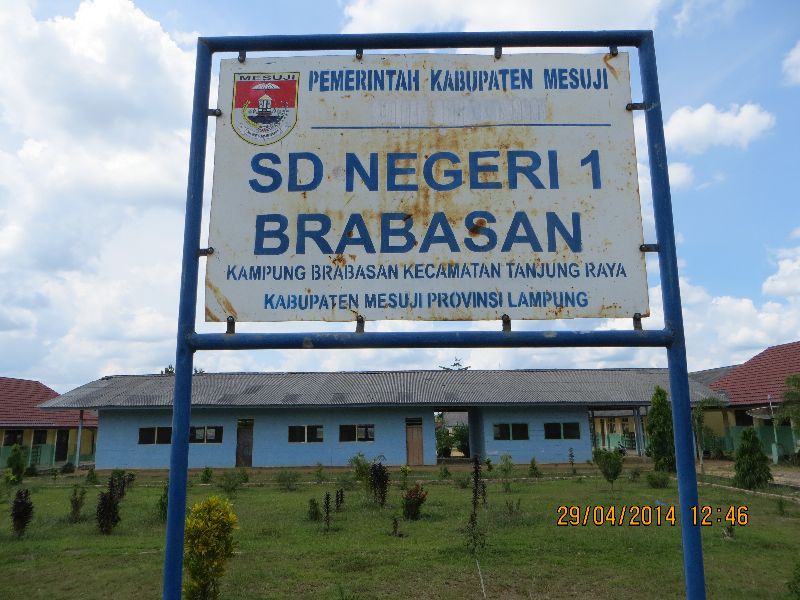 MESUJI
PEMERINTAH KABUPATEN MESUJI
SD NEGERI 1
BRABASAN
KAMPUNG BRABASAN KECAMATAN TANJUNG RAYA
KABUPATEN MESUJI PROVINSI LAMPUNG
29/04/2014 12:46